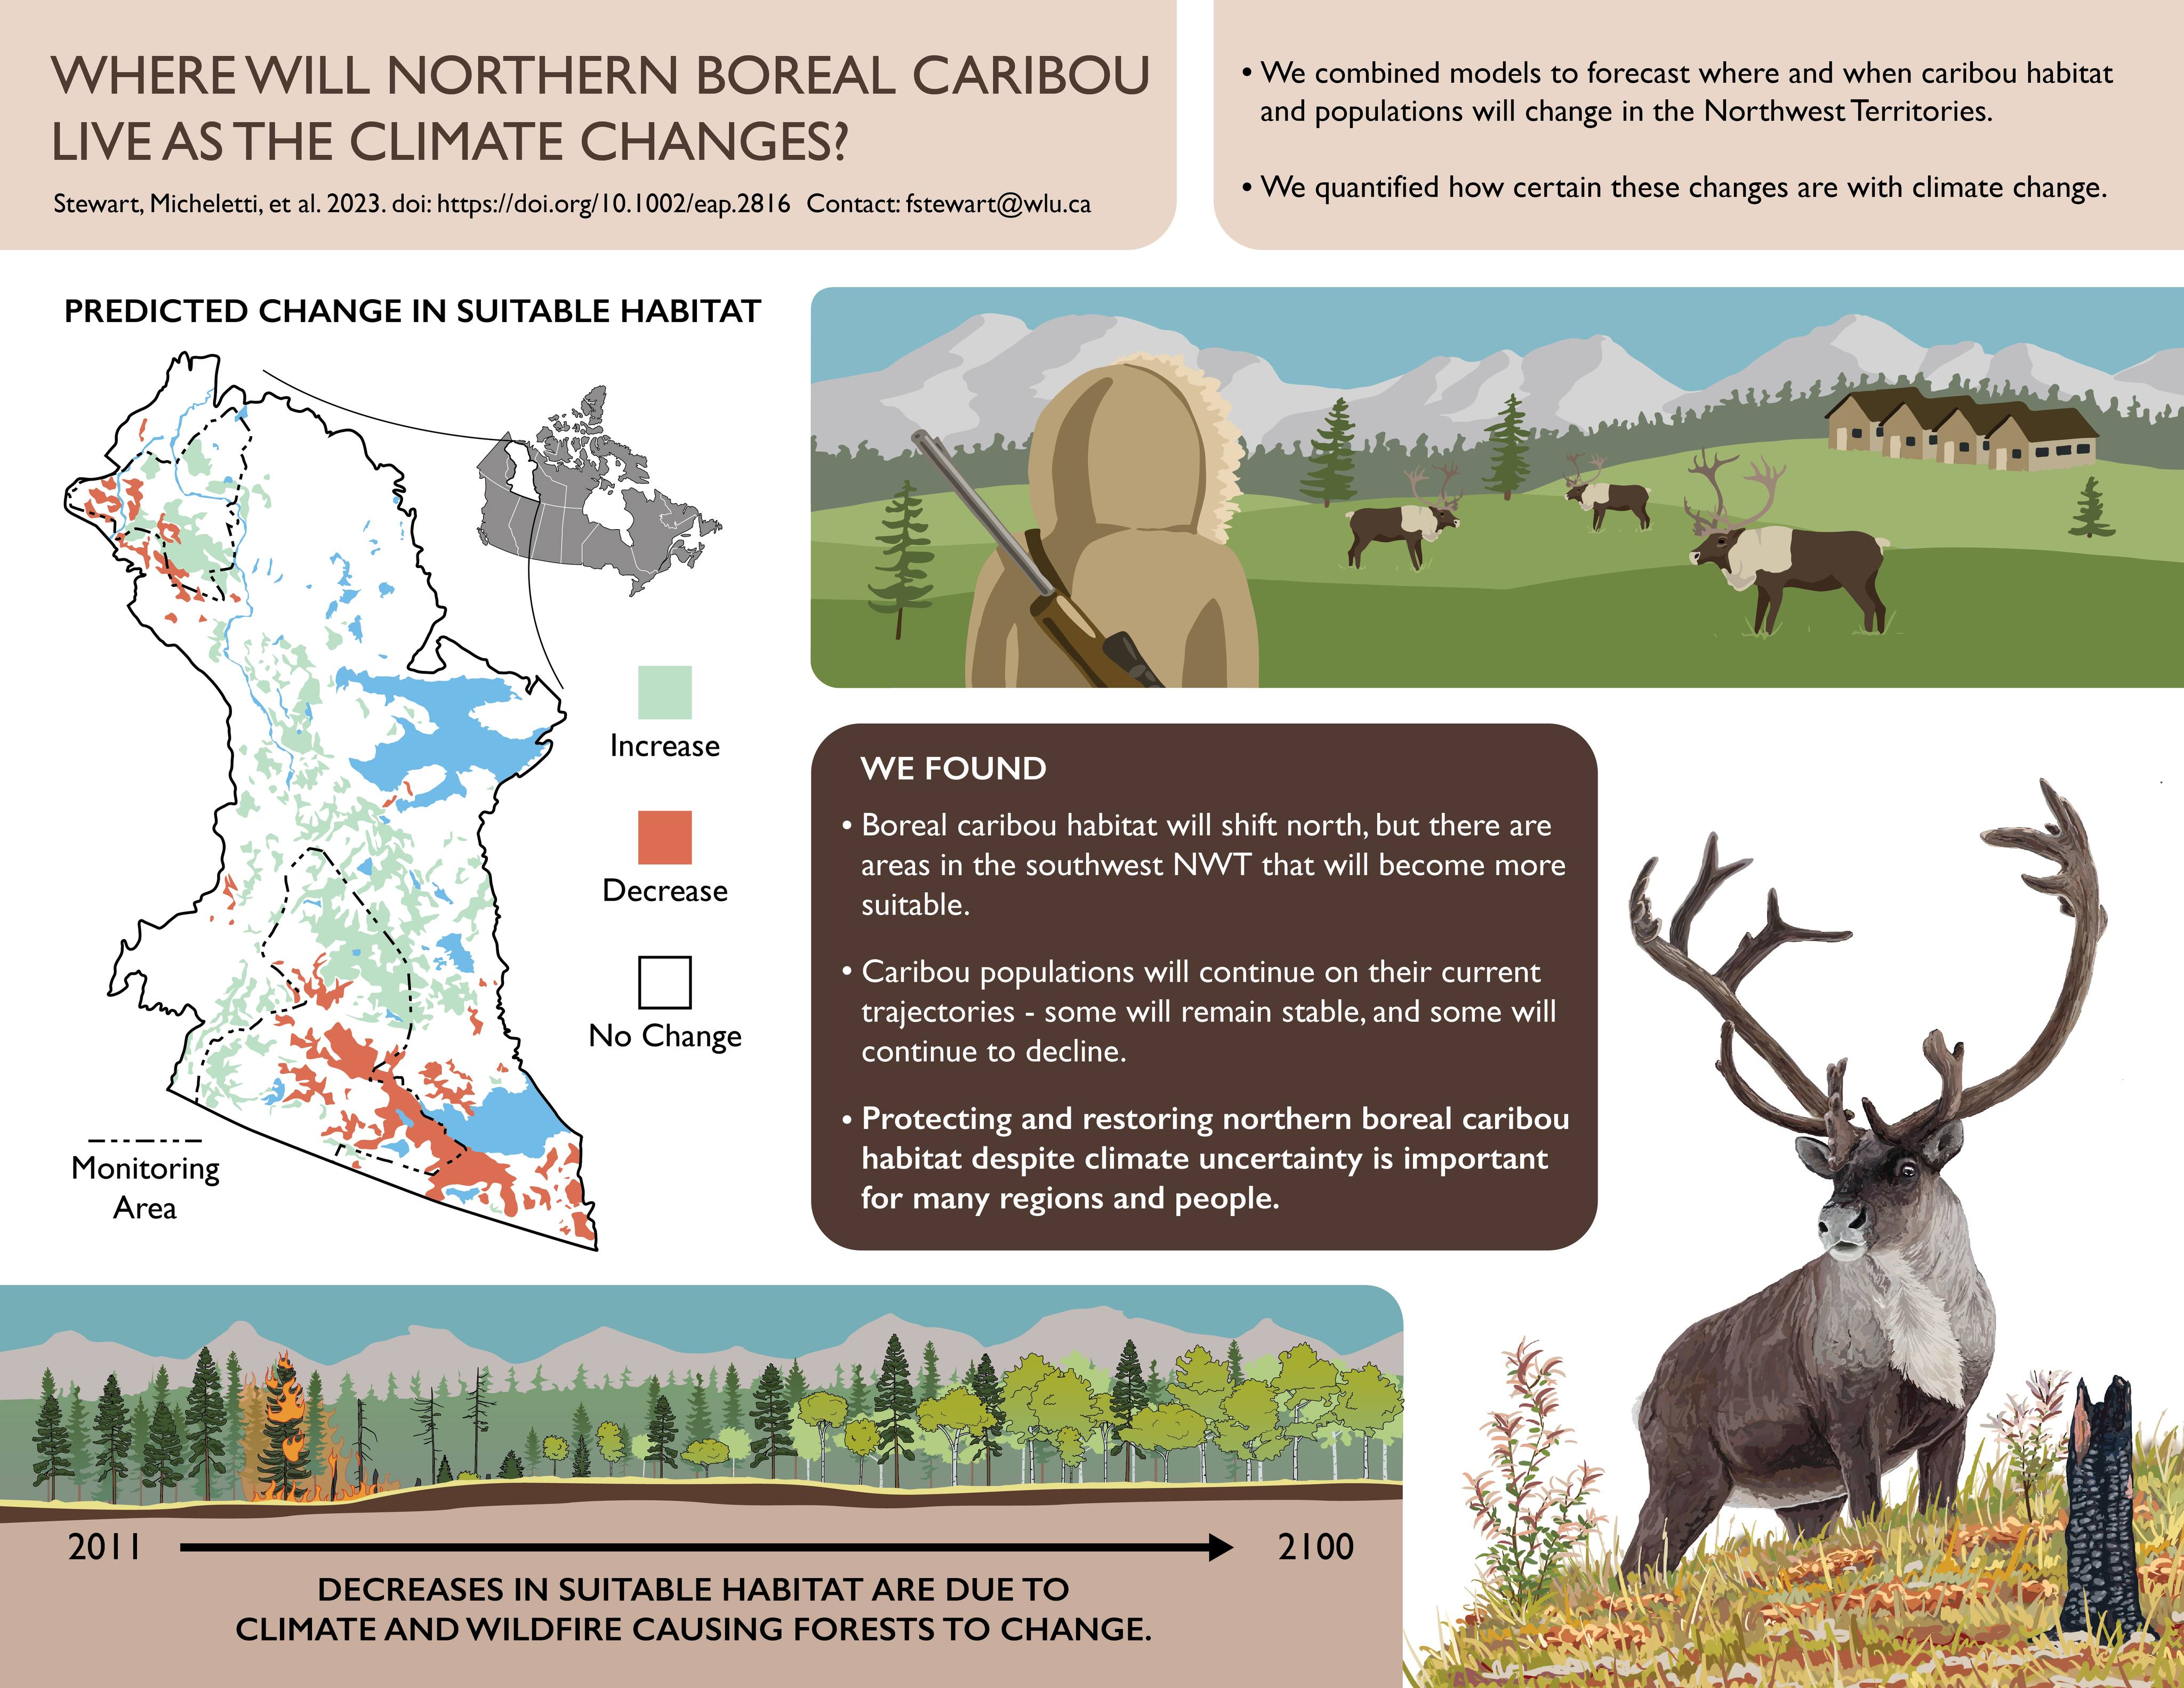 WHERE WILL NORTHERN BOREAL CARIBOU
LIVE AS THE CLIMATE CHANGES?
Stewart, Micheletti, et al. 2023. doi: https://doi.org/10.1002/eap.2816 Contact: fstewart@wlu.ca
• We combined models to forecast where and when caribou habitat
and populations will change in the Northwest Territories.
• We quantified how certain these changes are with climate change.
PREDICTED CHANGE IN SUITABLE HABITAT
Increase
Decrease
No Change
Monitoring
Area
WE FOUND
• Boreal caribou habitat will shift north, but there are
areas in the southwest NWT that will become more
suitable.
• Caribou populations will continue on their current
trajectories - some will remain stable, and some will
continue to decline.
• Protecting and restoring northern boreal caribou
habitat despite climate uncertainty is important
for many regions and people.
2011
2100
DECREASES IN SUITABLE HABITAT ARE DUE TO
CLIMATE AND WILDFIRE CAUSING FORESTS TO CHANGE.